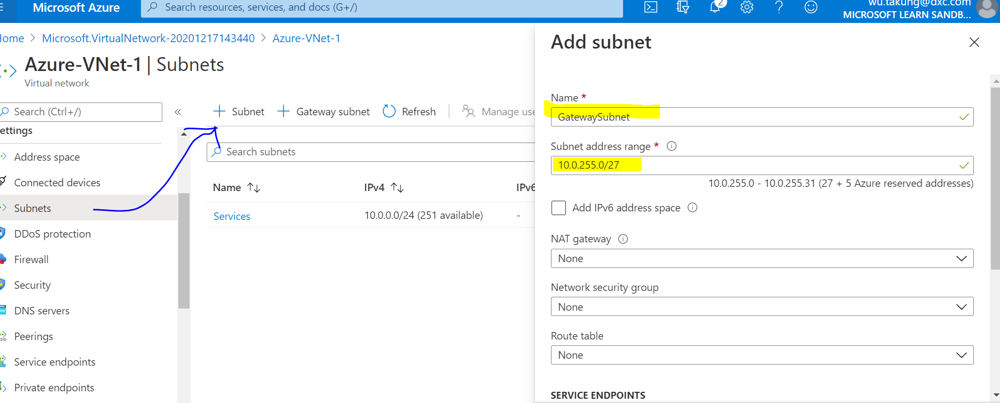 Microsoft Azure
Search resources, services, and docs (G+/)
2
wu.takung@dxc.com
MICROSOFT LEARN SANDB...
Home > Microsoft.VirtualNetwork-20201217143440 > Azure-VNet-1
Azure-VNet-1 | Subnets
Virtual network
Search (Ctrl+/)
«
ettings
Address space
Connected devices
Subnets
DDoS protection
Firewall
Security
DNS servers
Peerings
Service endpoints
Private endpoints
+ Subnet + Gateway subnet Refresh Manage use
Search subnets
Name ↑↓ IPv4 ↑↓ IPv6
Services 10.0.0.0/24 (251 available) -
Add subnet
Name *
GatewaySubnet
Subnet address range *
10.0.255.0/27
10.0.255.0 - 10.0.255.31 (27 + 5 Azure reserved addresses)
Add IPv6 address space
NAT gateway
None
Network security group
None
Route table
None
SERVICE ENDPOINTS